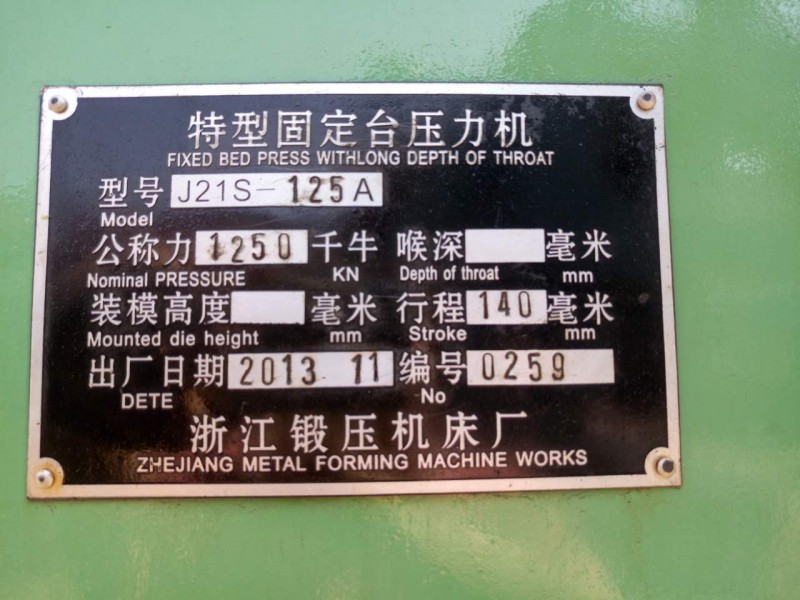 特型固定台压力机
FIXED BED PRESS WITHLONG DEPTH OF THROAT
型号 J21S-125A
Model
公称力 1250 千牛 喉深 毫米
Nominal PRESSURE KN Depth of throat mm
装模高度 毫米 行程 140 毫米
Mounted die height mm Stroke mm
出厂日期 2013 11 编号 0259
DETE No
浙江锻压机床厂
ZHEJIANG METAL FORMING MACHINE WORKS